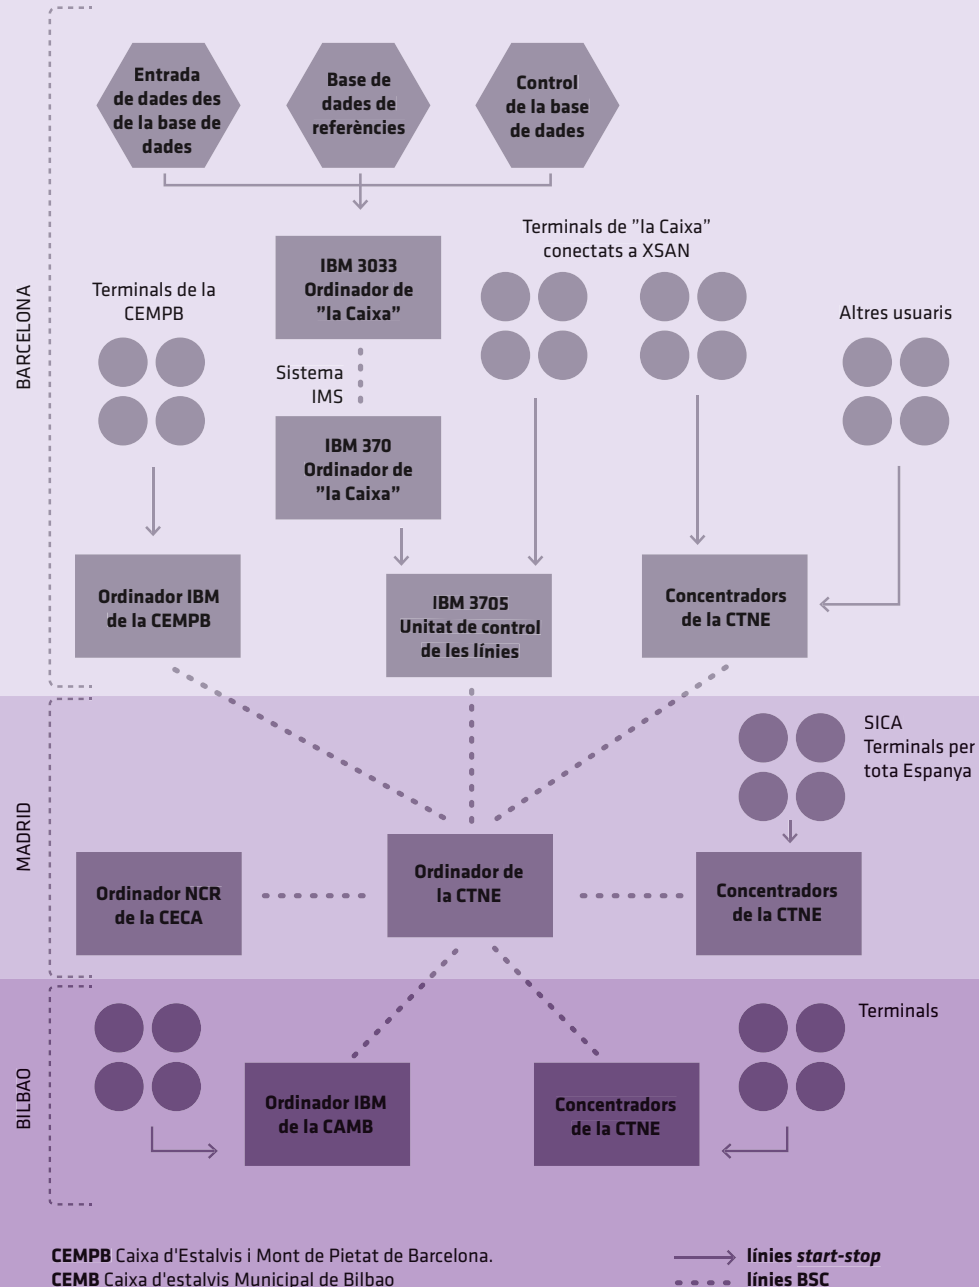 Entrada
de dades des
de la base de
dades
Base de
dades de
referències
Control
de la base
de dades
BARCELONA
Terminals de la
CEMPB
IBM 3033
Ordinador de
”la Caixa”
Terminals de ”la Caixa”
conectats a XSAN
Altres usuaris
Sistema
IMS
IBM 370
Ordinador de
”la Caixa”
Ordinador IBM
de la CEMPB
IBM 3705
Unitat de control
de les línies
Concentradors
de la CTNE
MADRID
SICA
Terminals per
tota Espanya
Ordinador NCR
de la CECA
Ordinador de
la CTNE
Concentradors
de la CTNE
BILBAO
Terminals
Ordinador IBM
de la CAMB
Concentradors
de la CTNE
CEMPB Caixa d'Estalvis i Mont de Pietat de Barcelona.
CEMB Caixa d'estalvis Municipal de Bilbao
línies start-stop
línies BSC